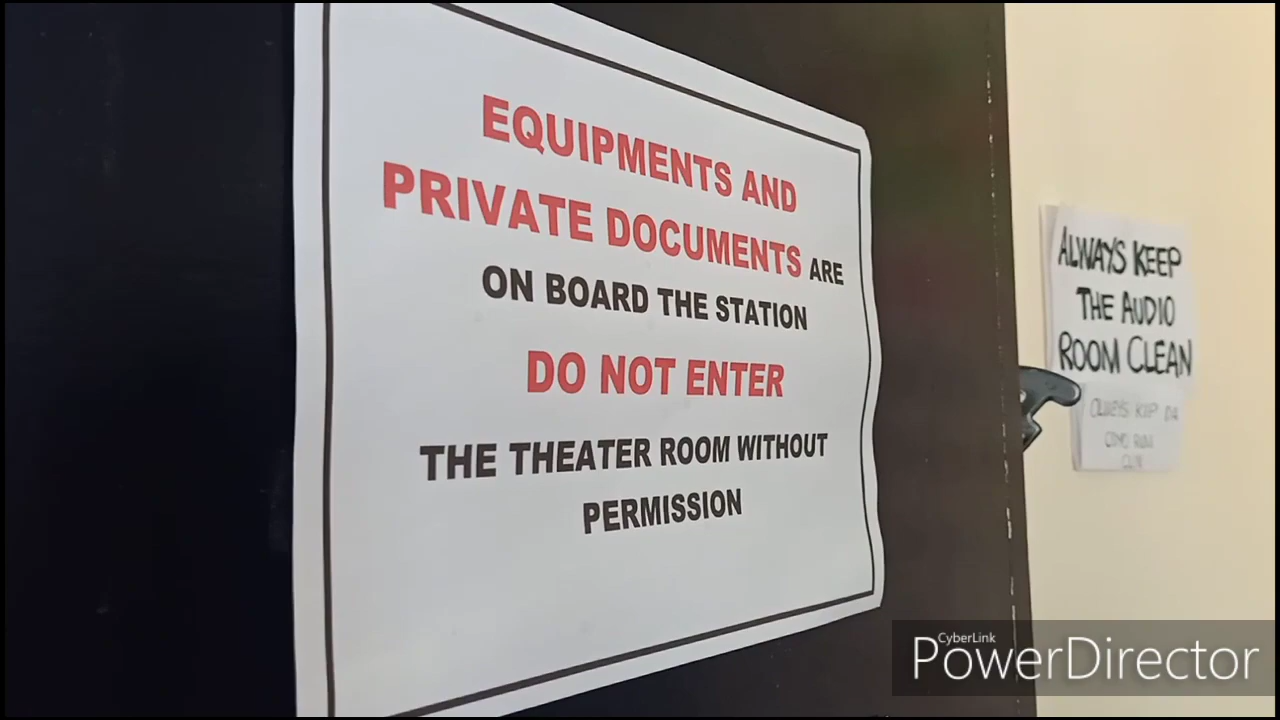 EQUIPMENTS AND
PRIVATE DOCUMENTS ARE
ON BOARD THE STATION
DO NOT ENTER
THE THEATER ROOM WITHOUT
PERMISSION
ALWAYS KEEP
THE AUDIO
ROOM CLEAN
CyberLink
PowerDirector